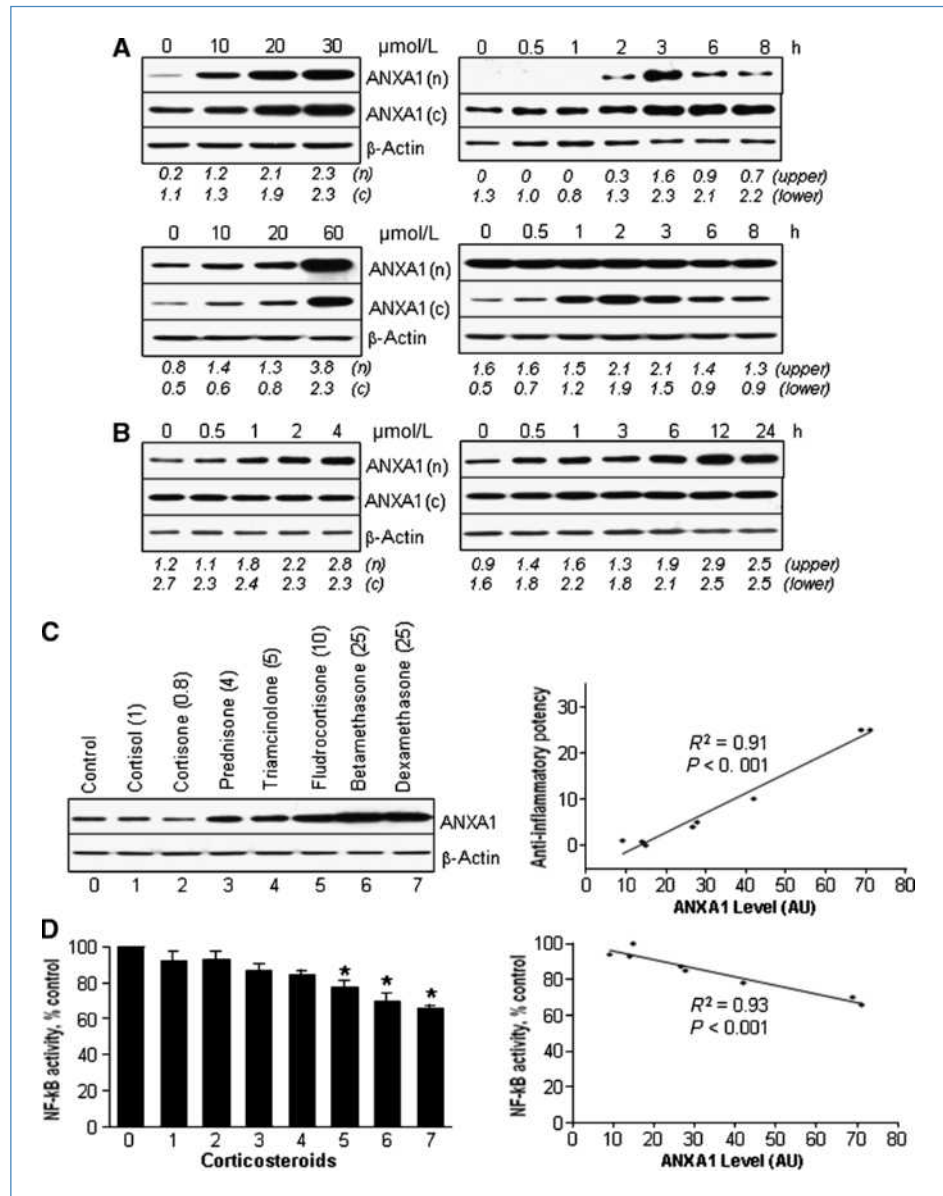 A
0 10 20 30 µmol/L
ANXA1 (n)
ANXA1 (c)
β-Actin
0.2 1.2 2.1 2.3 (n)
1.1 1.3 1.9 2.3 (c)
0 0.5 1 2 3 6 8 h
0 0 0 0.3 1.6 0.9 0.7 (upper)
1.3 1.0 0.8 1.3 2.3 2.1 2.2 (lower)
0 10 20 60 µmol/L
ANXA1 (n)
ANXA1 (c)
β-Actin
0.8 1.4 1.3 3.8 (n)
0.5 0.6 0.8 2.3 (c)
0 0.5 1 2 3 6 8 h
1.6 1.6 1.5 2.1 2.1 1.4 1.3 (upper)
0.5 0.7 1.2 1.9 1.5 0.9 0.9 (lower)
B
0 0.5 1 2 4 µmol/L
ANXA1 (n)
ANXA1 (c)
β-Actin
1.2 1.1 1.8 2.2 2.8 (n)
2.7 2.3 2.4 2.3 2.3 (c)
0 0.5 1 3 6 12 24 h
0.9 1.4 1.6 1.3 1.9 2.9 2.5 (upper)
1.6 1.8 2.2 1.8 2.1 2.5 2.5 (lower)
C
Control
Cortisol (1)
Cortisone (0.8)
Prednisone (4)
Triamcinolone (5)
Fludrocortisone (10)
Betamethasone (25)
Dexamethasone (25)
ANXA1
β-Actin
0 1 2 3 4 5 6 7
Anti-inflammatory potency
30
20
10
0
R² = 0.91
P < 0.001
0 10 20 30 40 50 60 70 80
ANXA1 Level (AU)
D
NF-kB activity, % control
100
80
60
40
20
0
* * *
0 1 2 3 4 5 6 7
Corticosteroids
NF-kB activity, % control
100
80
60
40
20
0
R² = 0.93
P < 0.001
0 10 20 30 40 50 60 70 80
ANXA1 Level (AU)